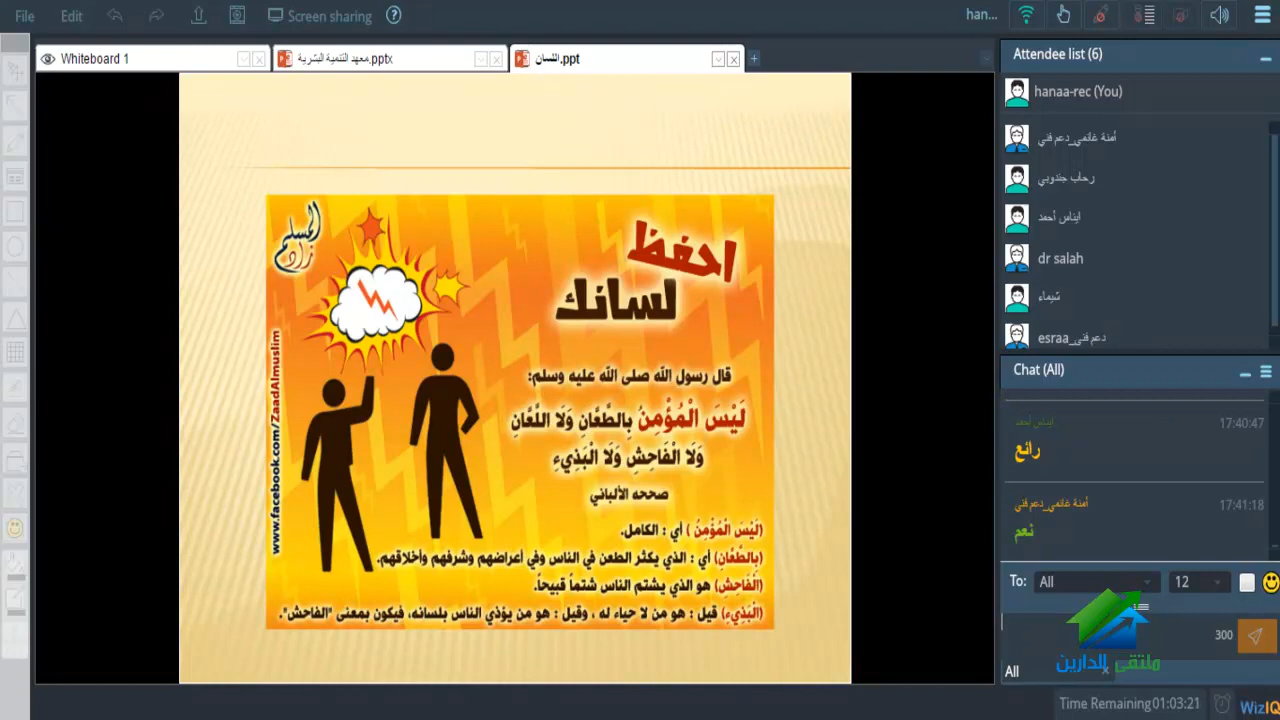 File Edit Screen sharing ? han...
Whiteboard 1
معهد التنمية البشرية.pptx
اللسان.ppt
المسلم
زاد
www.facebook.com/ZaadAlmuslim
احفظ
لسانك
قال رسول الله صلى الله عليه وسلم:
لَيْسَ الْمُؤْمِنُ بِالطَّعَّانِ وَلَا اللَّعَّانِ
وَلَا الْفَاحِشِ وَلَا الْبَذِيءِ
صححه الألباني
(لَيْسَ الْمُؤْمِنُ ) أي : الكامل.
(بِالطَّعَّانِ) أي : الذي يكثر الطعن في الناس وفي أعراضهم وشرفهم وأخلاقهم.
(الْفَاحِشِ) هو الذي يشتم الناس شتماً قبيحاً.
(الْبَذِيءِ) قيل : هو من لا حياء له ، وقيل : هو من يؤذي الناس بلسانه، فيكون بمعنى "الفاحش".
Attendee list (6)
hanaa-rec (You)
أمنة غانمي_دعم فني
رحاب جندوبي
ايناس أحمد
dr salah
شيماء
esraa_دعم فنى
Chat (All)
ايناس أحمد 17:40:47
رائع
أمنة غانمي_دعم فني 17:41:18
نعم
To: All 12
300
ملتقى الدارين
All x
Time Remaining 01:03:21
WizIQ